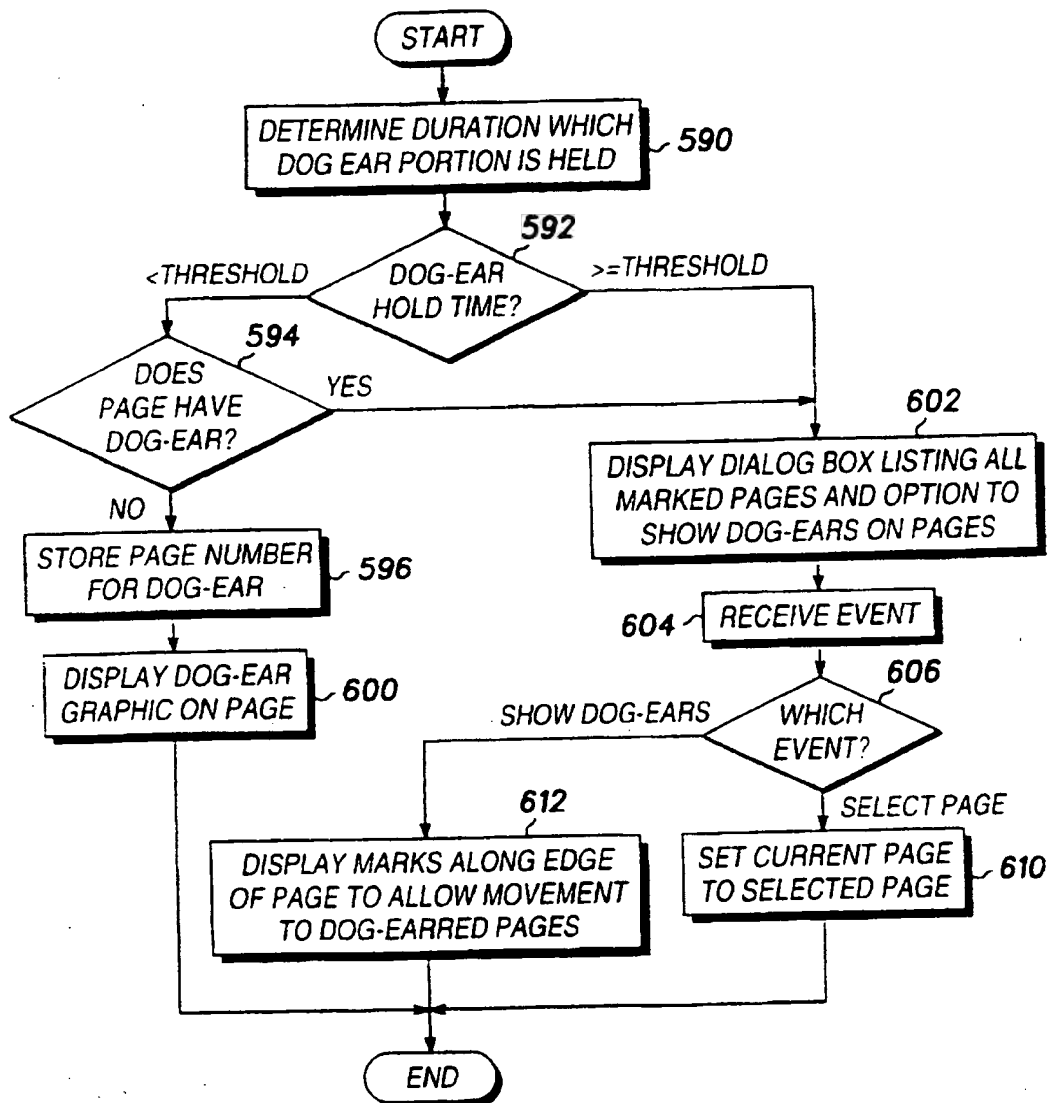 START
DETERMINE DURATION WHICH
DOG EAR PORTION IS HELD
590
592
<THRESHOLD
DOG-EAR
HOLD TIME?
>=THRESHOLD
594
DOES
PAGE HAVE
DOG-EAR?
YES
NO
STORE PAGE NUMBER
FOR DOG-EAR
596
DISPLAY DOG-EAR
GRAPHIC ON PAGE
600
602
DISPLAY DIALOG BOX LISTING ALL
MARKED PAGES AND OPTION TO
SHOW DOG-EARS ON PAGES
604
RECEIVE EVENT
606
SHOW DOG-EARS
WHICH
EVENT?
SELECT PAGE
612
DISPLAY MARKS ALONG EDGE
OF PAGE TO ALLOW MOVEMENT
TO DOG-EARRED PAGES
SET CURRENT PAGE
TO SELECTED PAGE
610
END